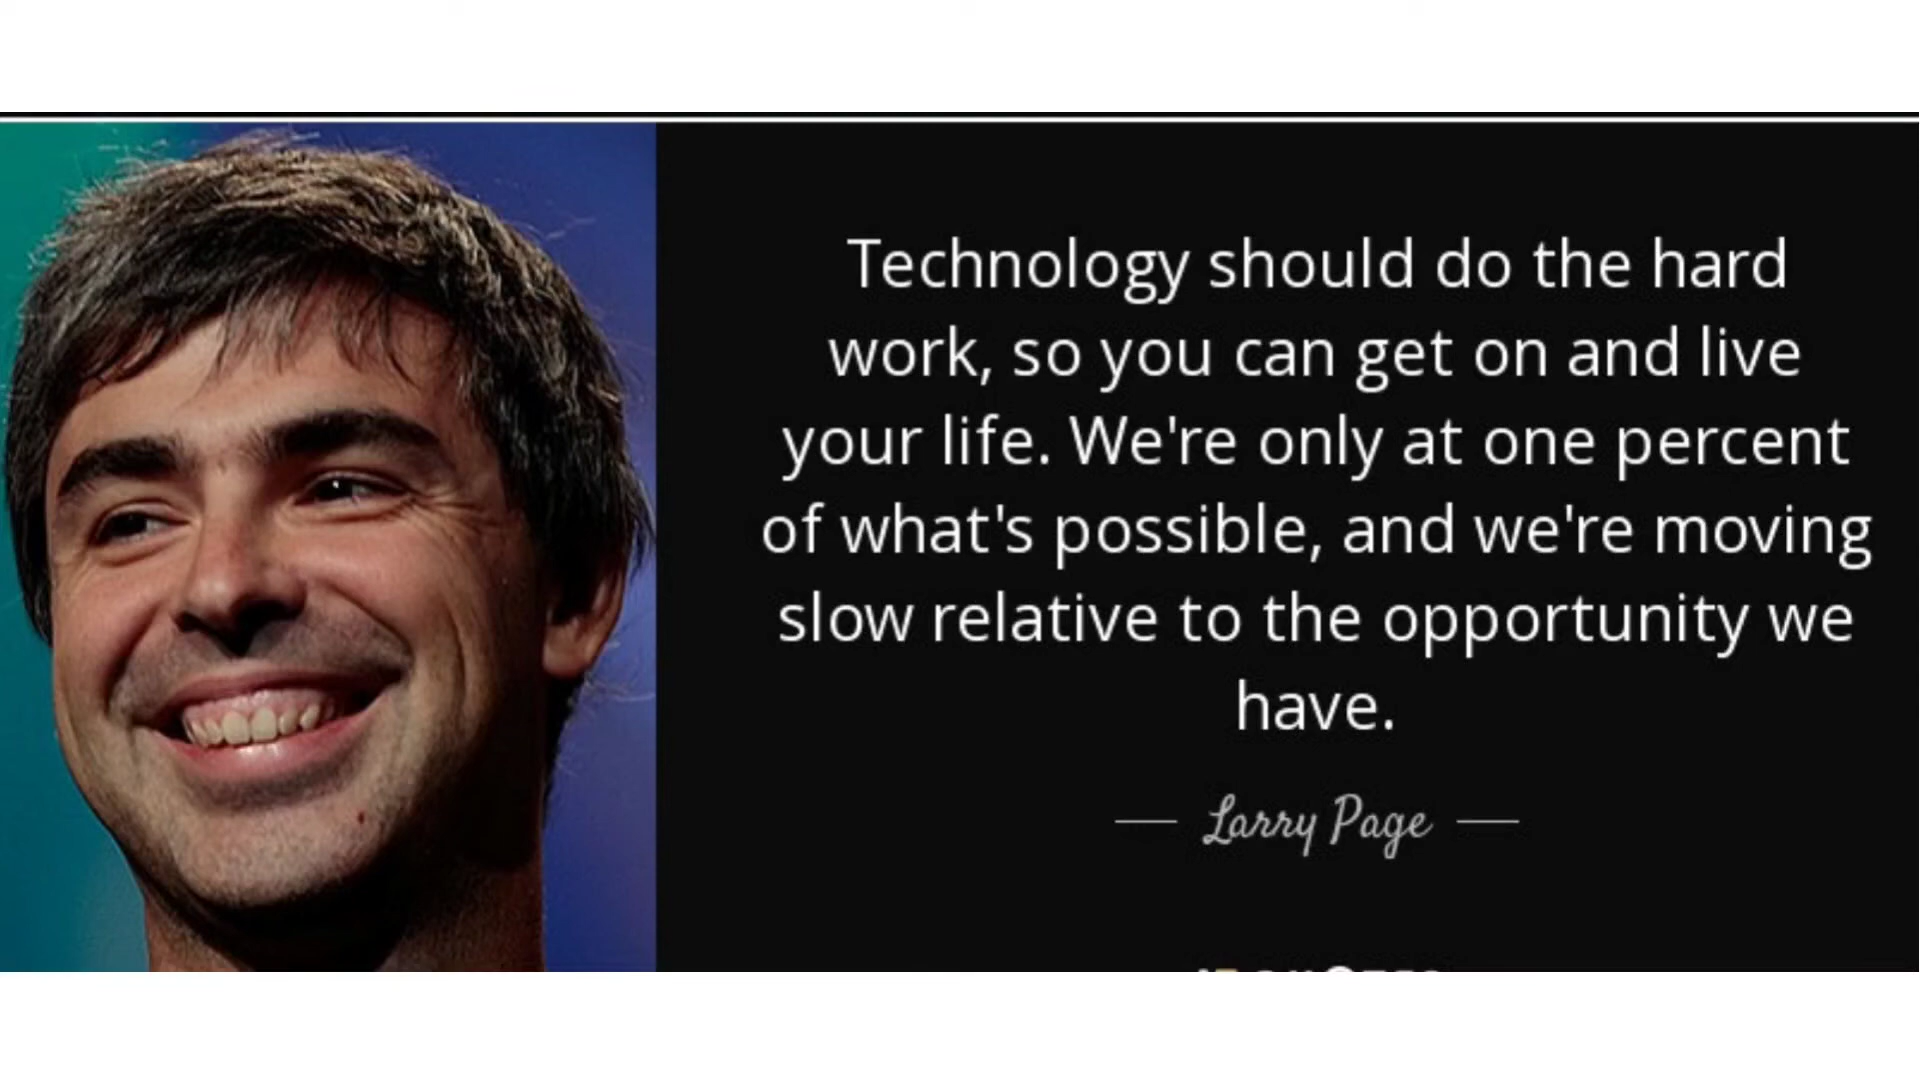 Technology should do the hard
work, so you can get on and live
your life. We're only at one percent
of what's possible, and we're moving
slow relative to the opportunity we
have.
Larry Page